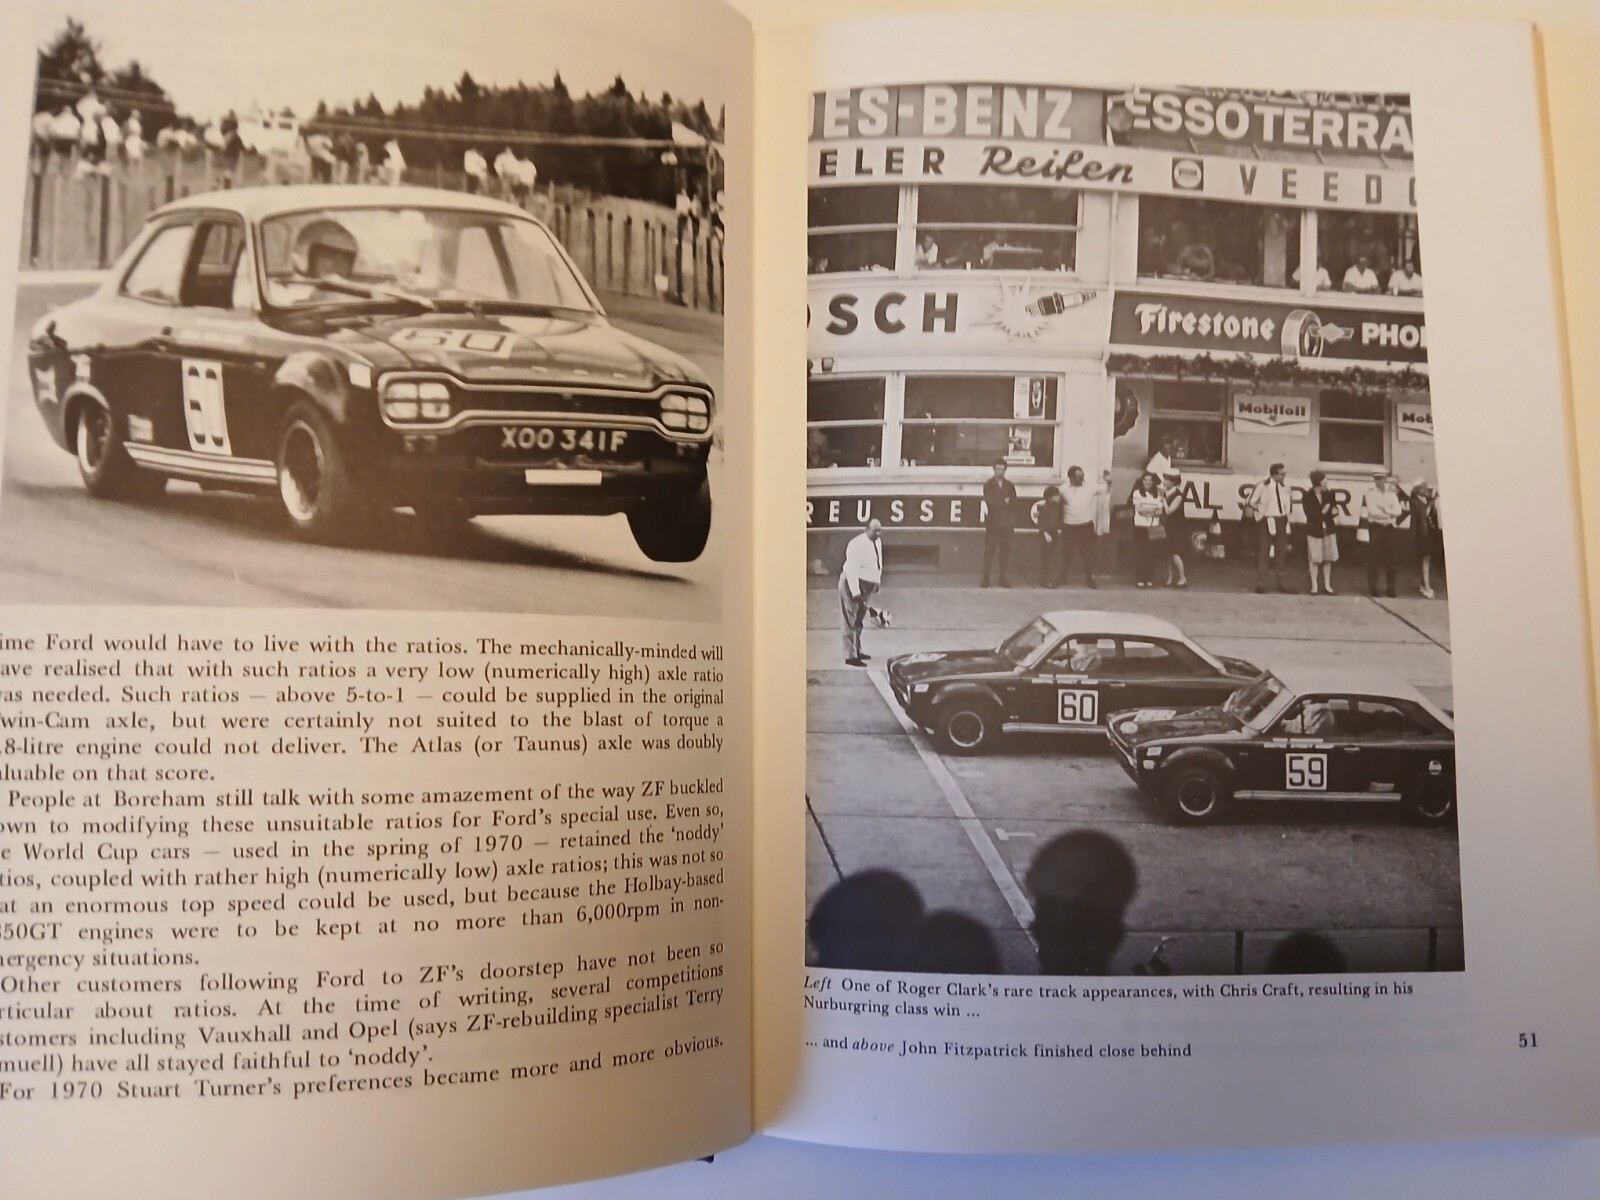 60
60
XOO 341F
ime Ford would have to live with the ratios. The mechanically-minded will
ave realised that with such ratios a very low (numerically high) axle ratio
was needed. Such ratios — above 5-to-1 — could be supplied in the original
Twin-Cam axle, but were certainly not suited to the blast of torque a
.8-litre engine could not deliver. The Atlas (or Taunus) axle was doubly
aluable on that score.
People at Boreham still talk with some amazement of the way ZF buckled
own to modifying these unsuitable ratios for Ford's special use. Even so,
e World Cup cars — used in the spring of 1970 — retained the 'noddy'
tios, coupled with rather high (numerically low) axle ratios; this was not so
at an enormous top speed could be used, but because the Holbay-based
850GT engines were to be kept at no more than 6,000rpm in non-
nergency situations.
Other customers following Ford to ZF's doorstep have not been so
rticular about ratios. At the time of writing, several competitions
stomers including Vauxhall and Opel (says ZF-rebuilding specialist Terry
muell) have all stayed faithful to 'noddy'.
For 1970 Stuart Turner's preferences became more and more obvious.
DES-BENZ ESSO TERRA
ELER Reifen VEEDO
OSCH Firestone PHO
Mobiloil Mob
REUSSEN
60
59
Left One of Roger Clark's rare track appearances, with Chris Craft, resulting in his
Nurburgring class win ...
... and above John Fitzpatrick finished close behind
51